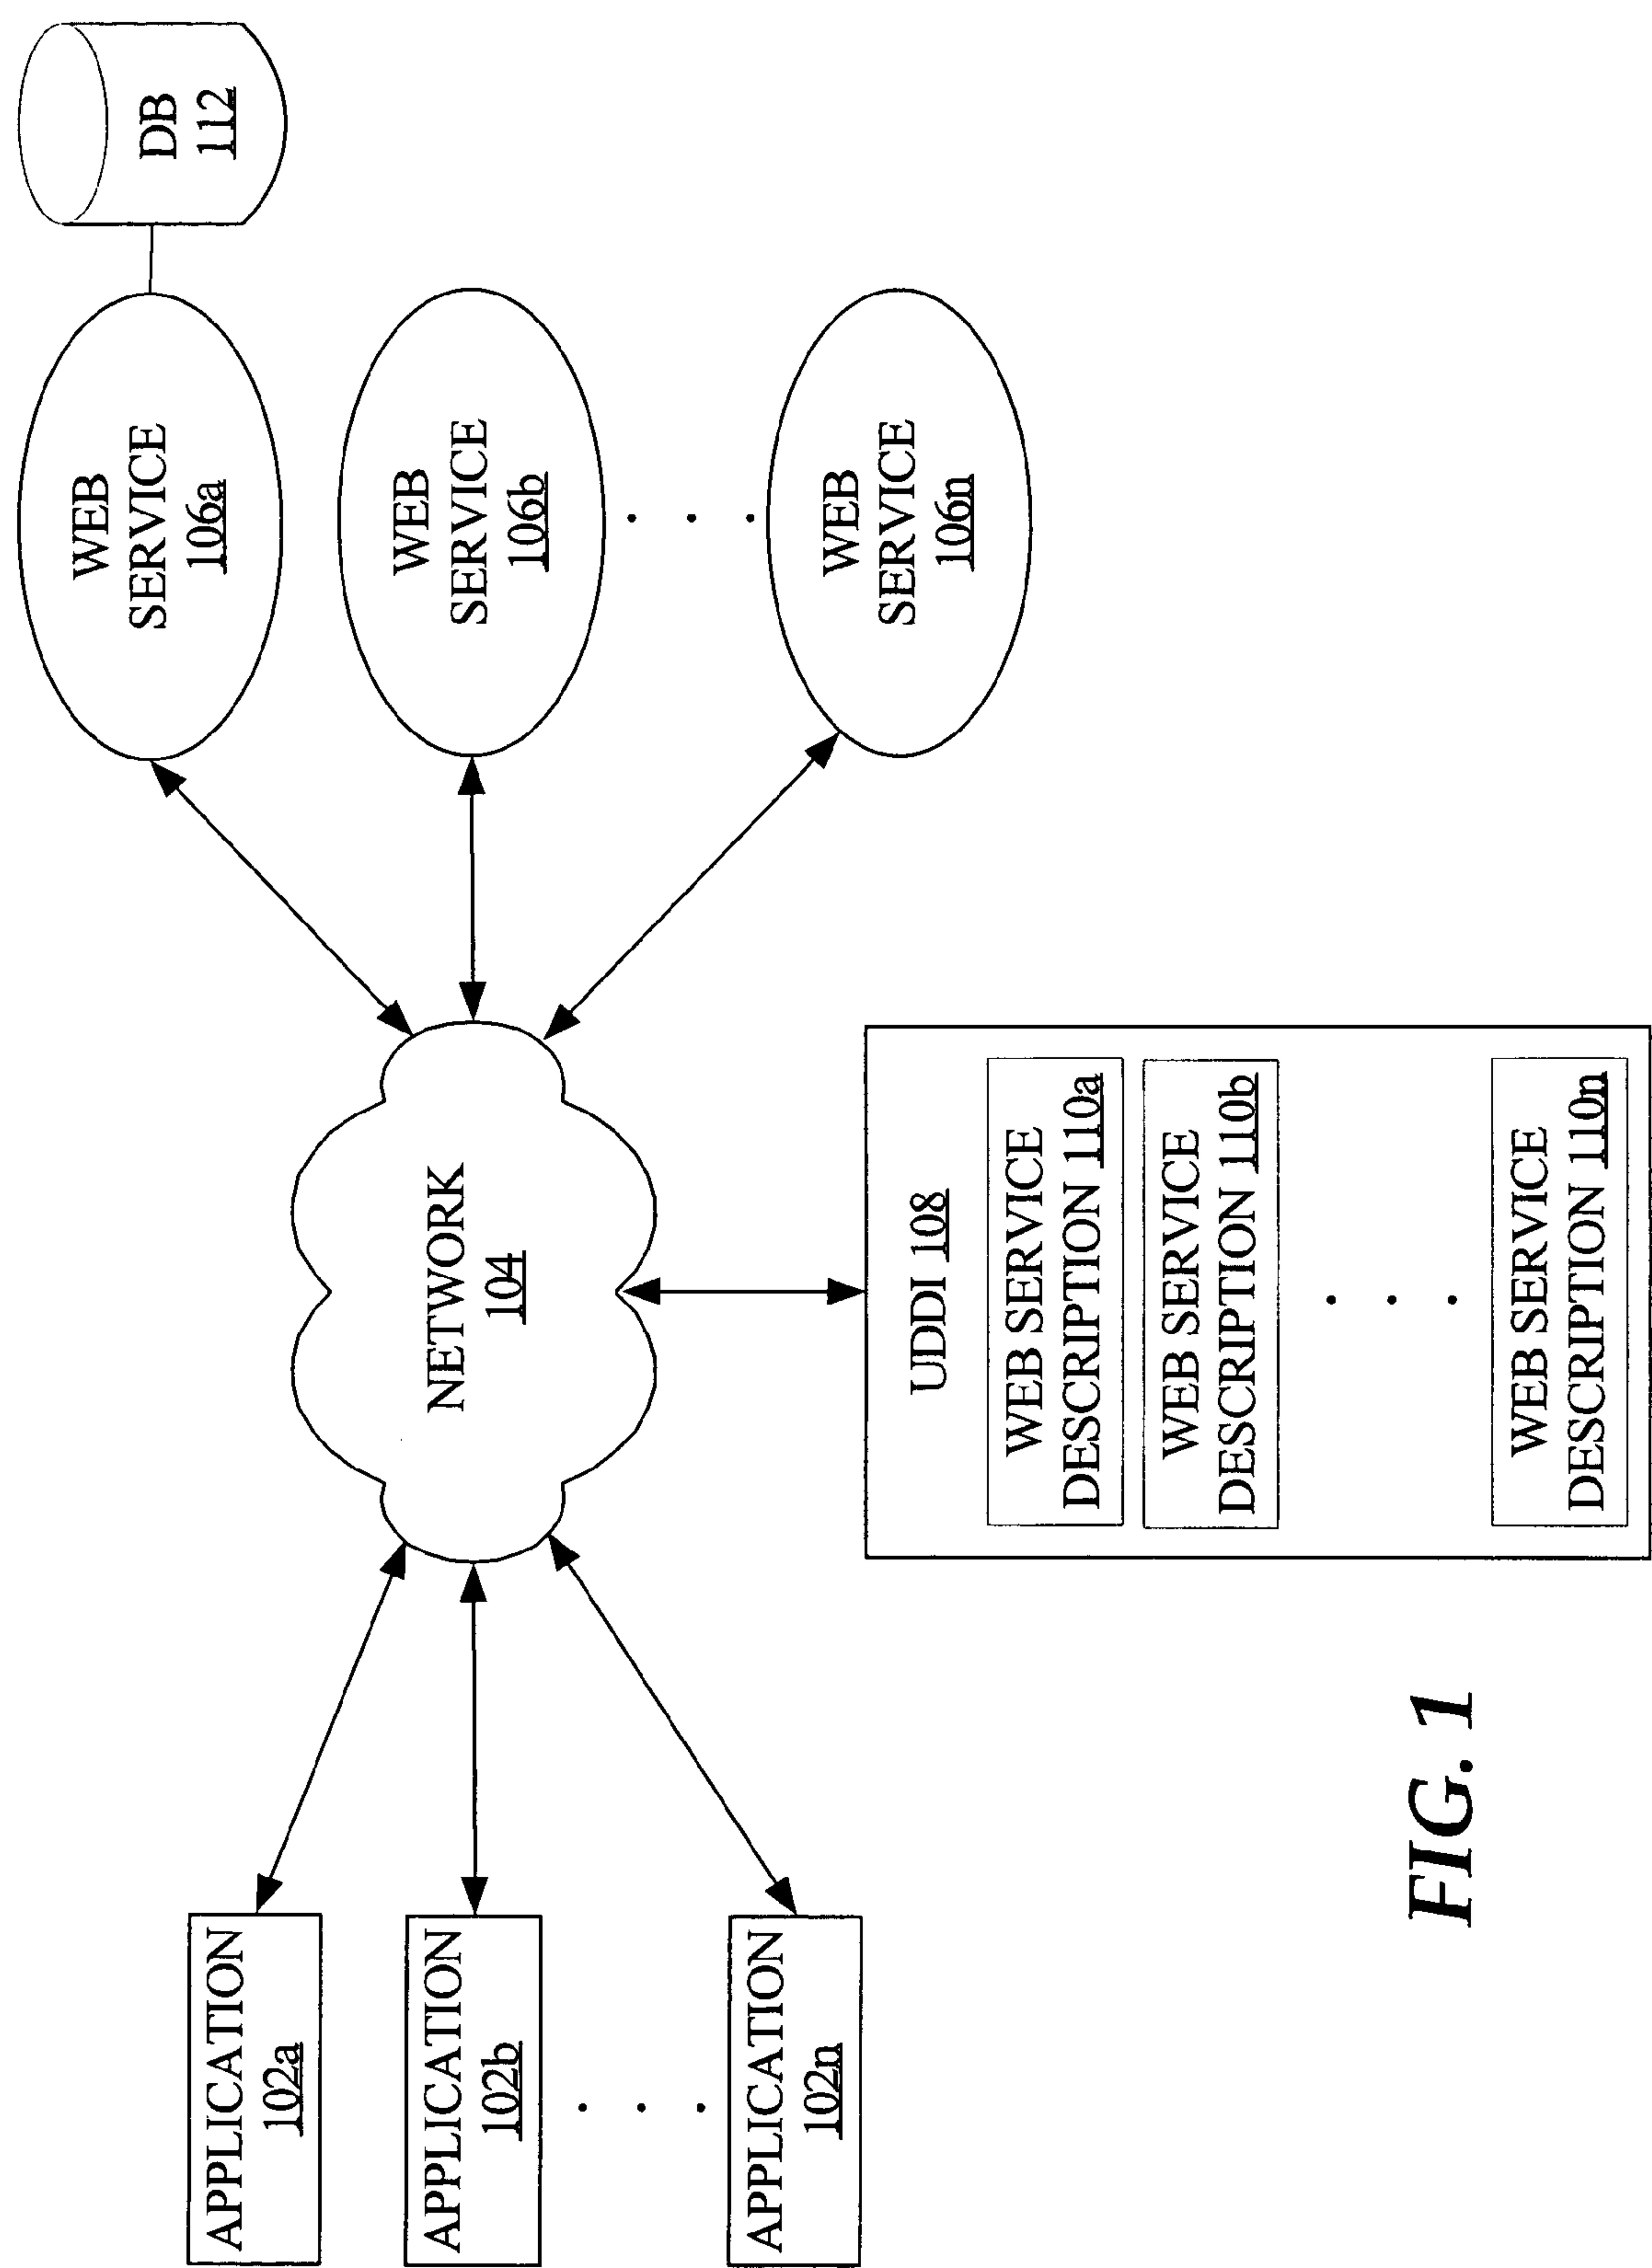 APPLICATION
102a
APPLICATION
102b
. . .
APPLICATION
102n
NETWORK
104
WEB
SERVICE
106a
WEB
SERVICE
106b
. . .
WEB
SERVICE
106n
DB
112
UDDI 108
WEB SERVICE
DESCRIPTION 110a
WEB SERVICE
DESCRIPTION 110b
. . .
WEB SERVICE
DESCRIPTION 110n
FIG. 1